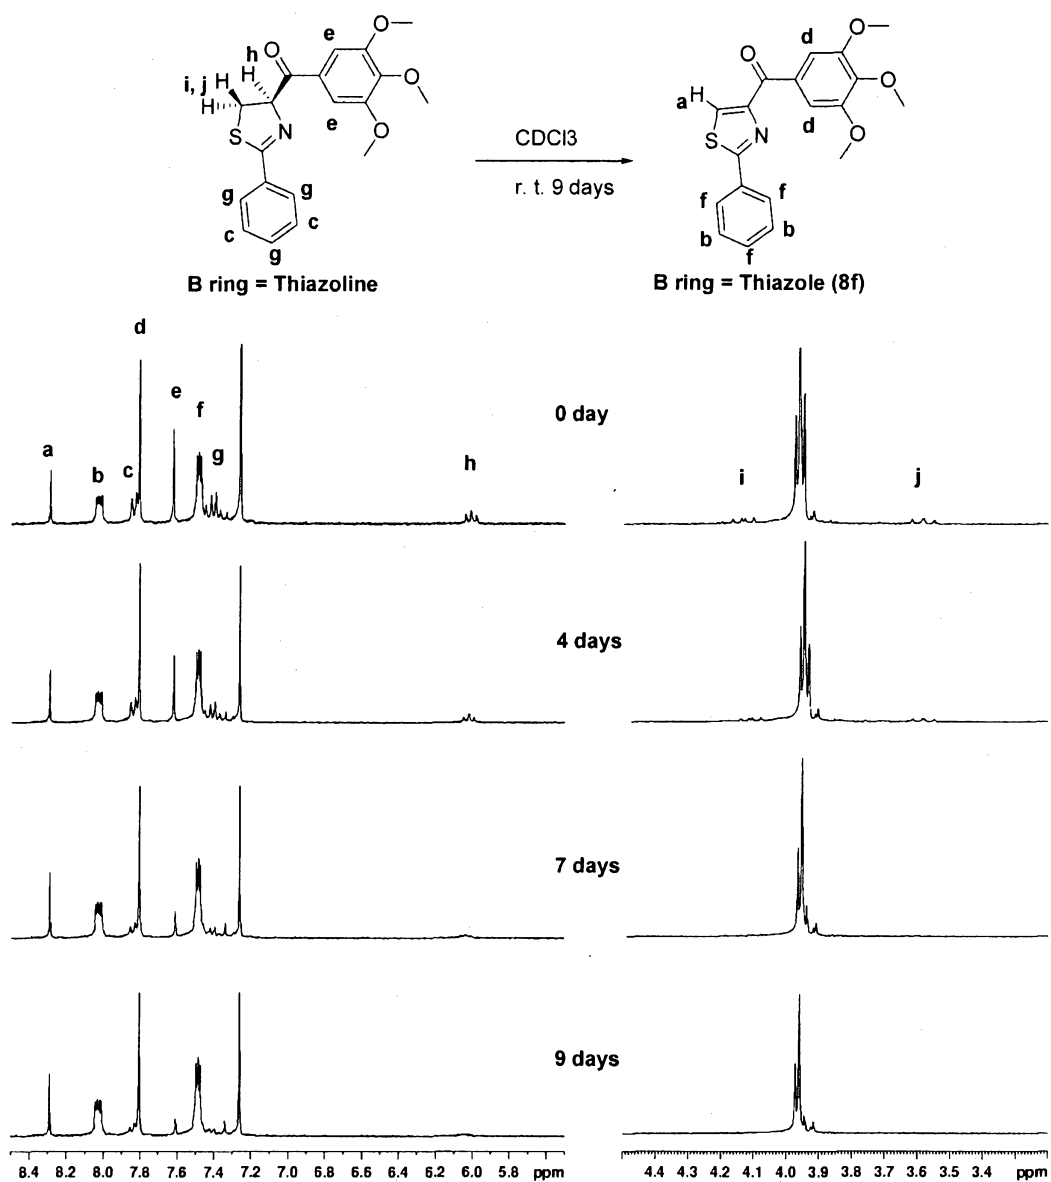 e
h
O
O
H
i, j
H
H
O
S
N
O
e
g
g
c
c
g
B ring = Thiazoline
CDCl3
r. t. 9 days
d
O
O
a
H
O
S
N
d
O
f
f
b
b
f
B ring = Thiazole (8f)
d
e
f
a
b
c
g
h
0 day
i
j
4 days
7 days
9 days
8.4 8.2 8.0 7.8 7.6 7.4 7.2 7.0 6.8 6.6 6.4 6.2 6.0 5.8 ppm
4.4 4.3 4.2 4.1 4.0 3.9 3.8 3.6 3.5 3.4 ppm